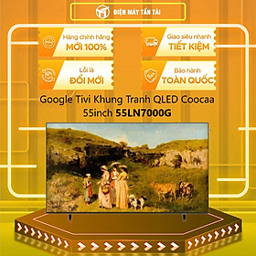 ĐIỆN MÁY TẤN TÀI
Hàng chính hãng
MỚI 100%
Giao siêu nhanh
TIẾT KIỆM
Lỗi là
ĐỔI MỚI
Bảo hành
TOÀN QUỐC
Google Tivi Khung Tranh QLED Coocaa
55inch 55LN7000G